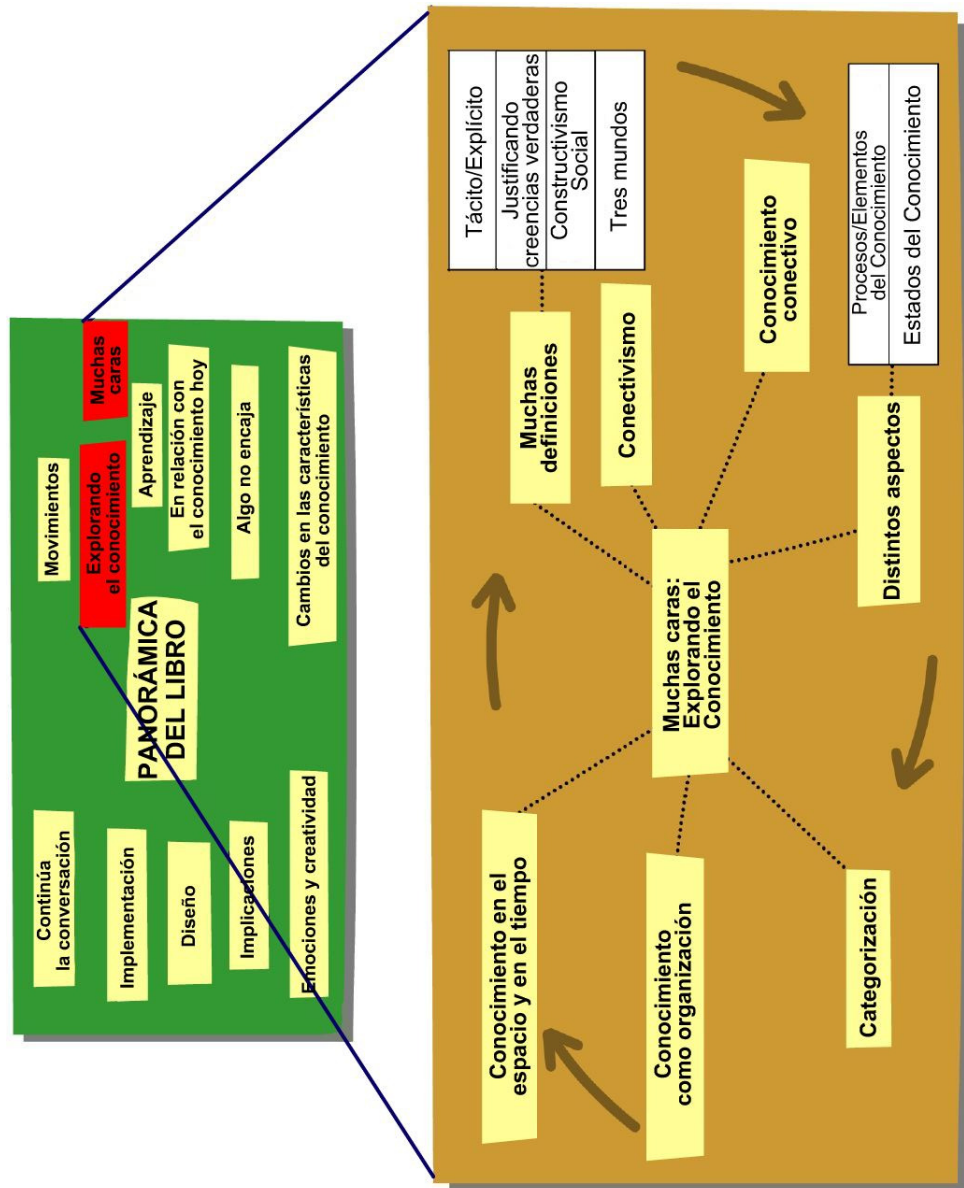 Continúa
la conversación
Implementación
Diseño
Implicaciones
Emociones y creatividad
PANORÁMICA
DEL LIBRO
Movimientos
Explorando
el conocimiento
Muchas
caras
Aprendizaje
En relación con
el conocimiento hoy
Algo no encaja
Cambios en las características
del conocimiento
Muchas caras:
Explorando el
Conocimiento
Muchas
definiciones
Tácito/Explícito
Justificando
creencias verdaderas
Constructivismo
Social
Tres mundos
Conectivismo
Conocimiento
conectivo
Distintos aspectos
Procesos/Elementos
del Conocimiento
Estados del Conocimiento
Categorización
Conocimiento
como organización
Conocimiento en el
espacio y en el tiempo